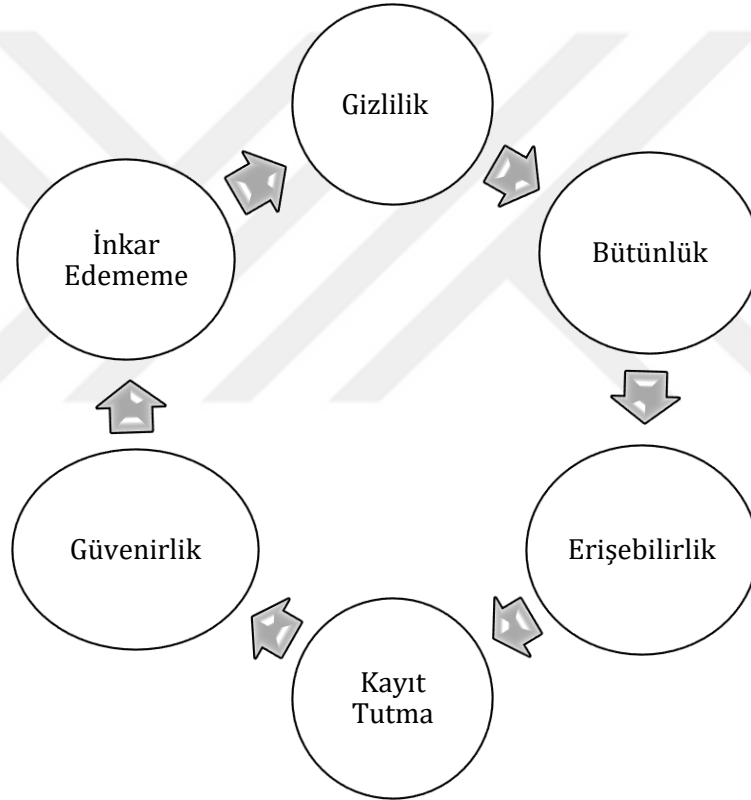 Gizlilik
Bütünlük
Erişebilirlik
Kayıt
Tutma
Güvenirlik
İnkar
Edememe